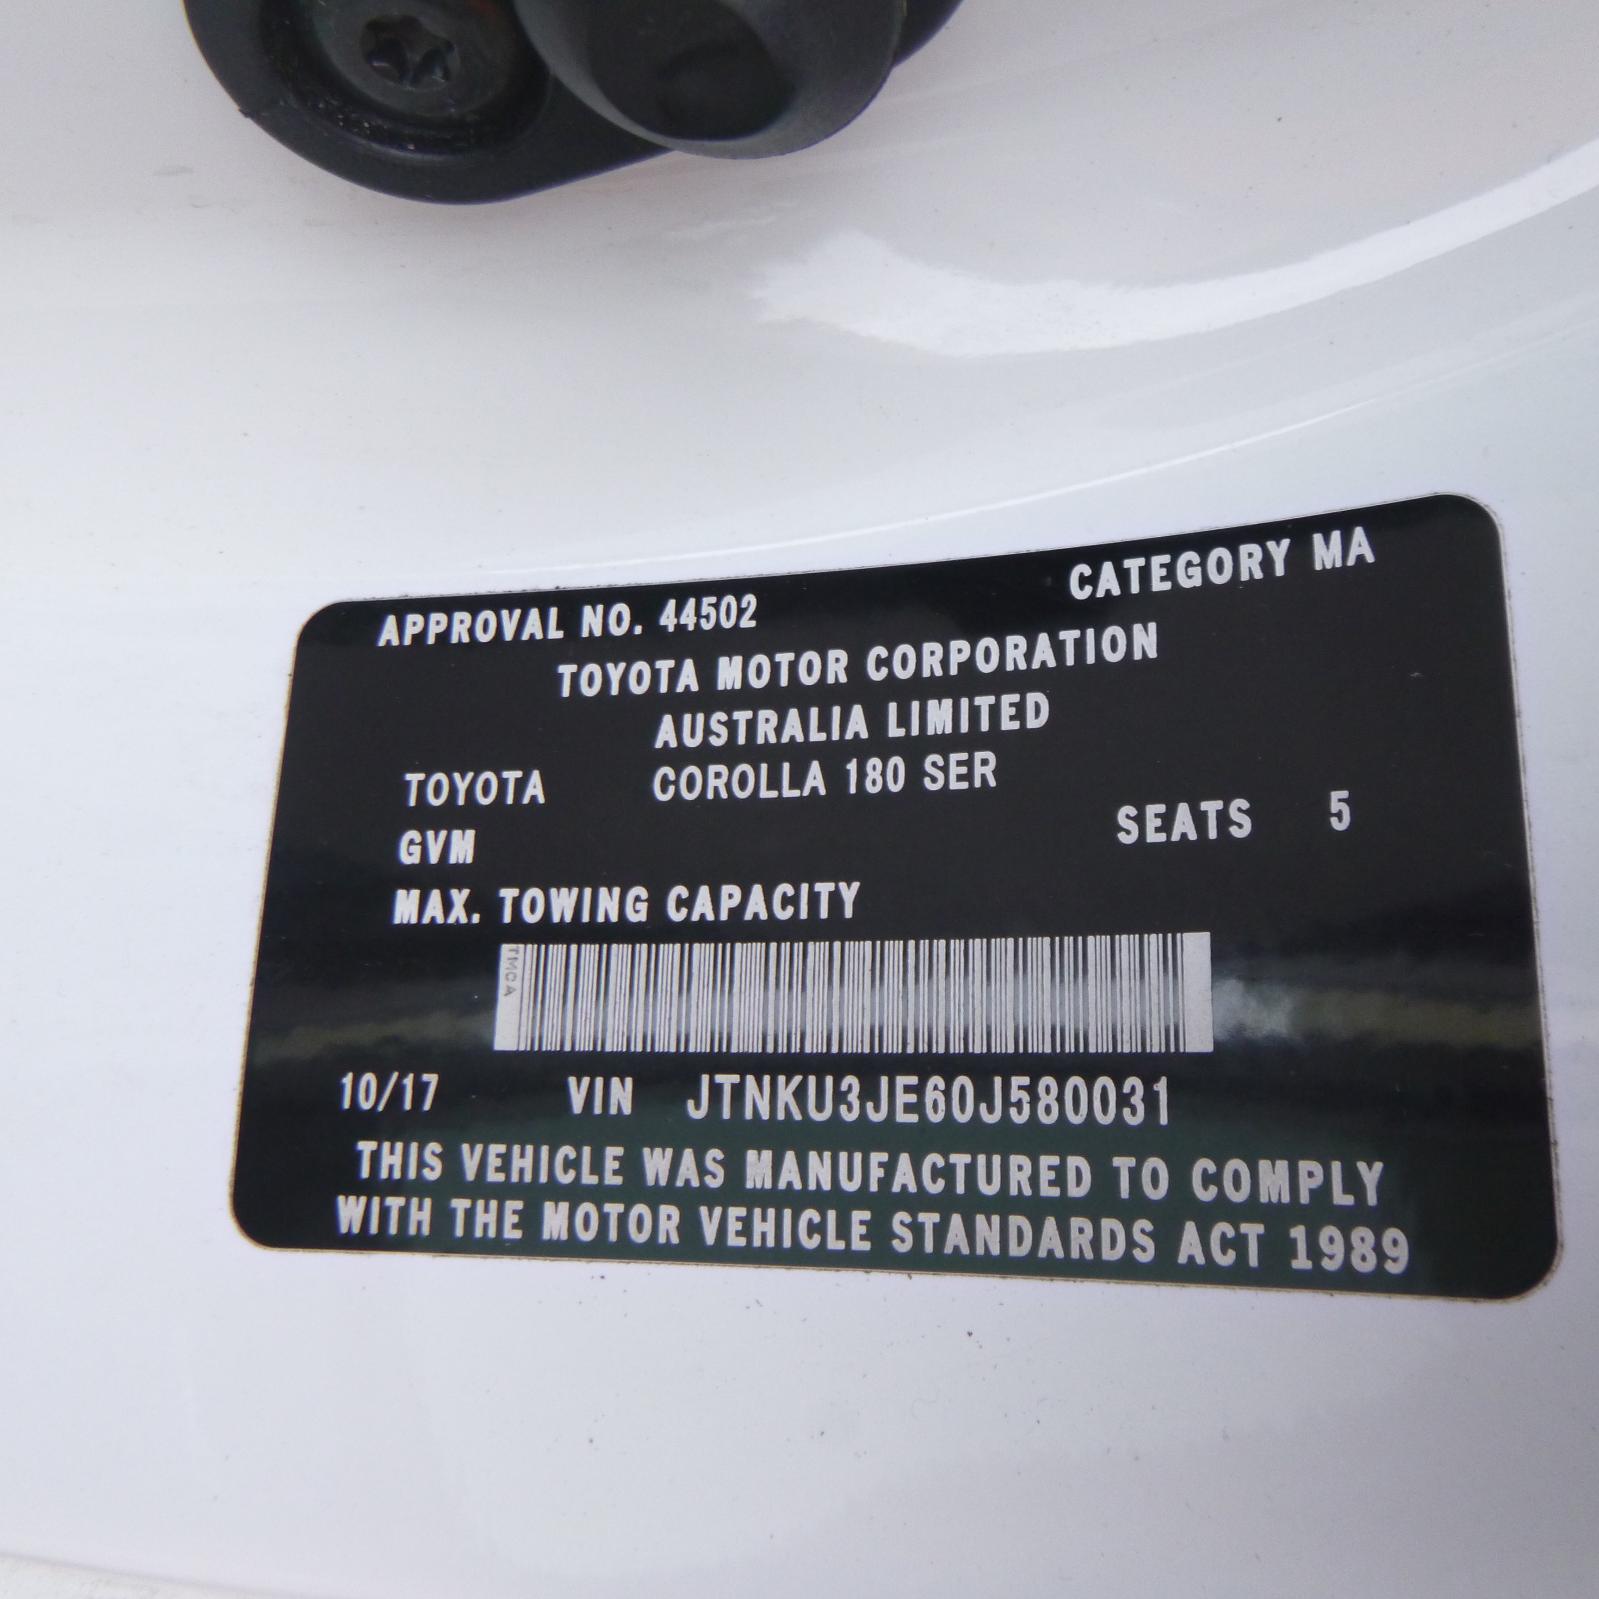 APPROVAL NO. 44502 CATEGORY MA
TOYOTA MOTOR CORPORATION
AUSTRALIA LIMITED
TOYOTA COROLLA 180 SER
GVM SEATS 5
MAX. TOWING CAPACITY
TMCA
10/17 VIN JTNKU3JE60J580031
THIS VEHICLE WAS MANUFACTURED TO COMPLY
WITH THE MOTOR VEHICLE STANDARDS ACT 1989